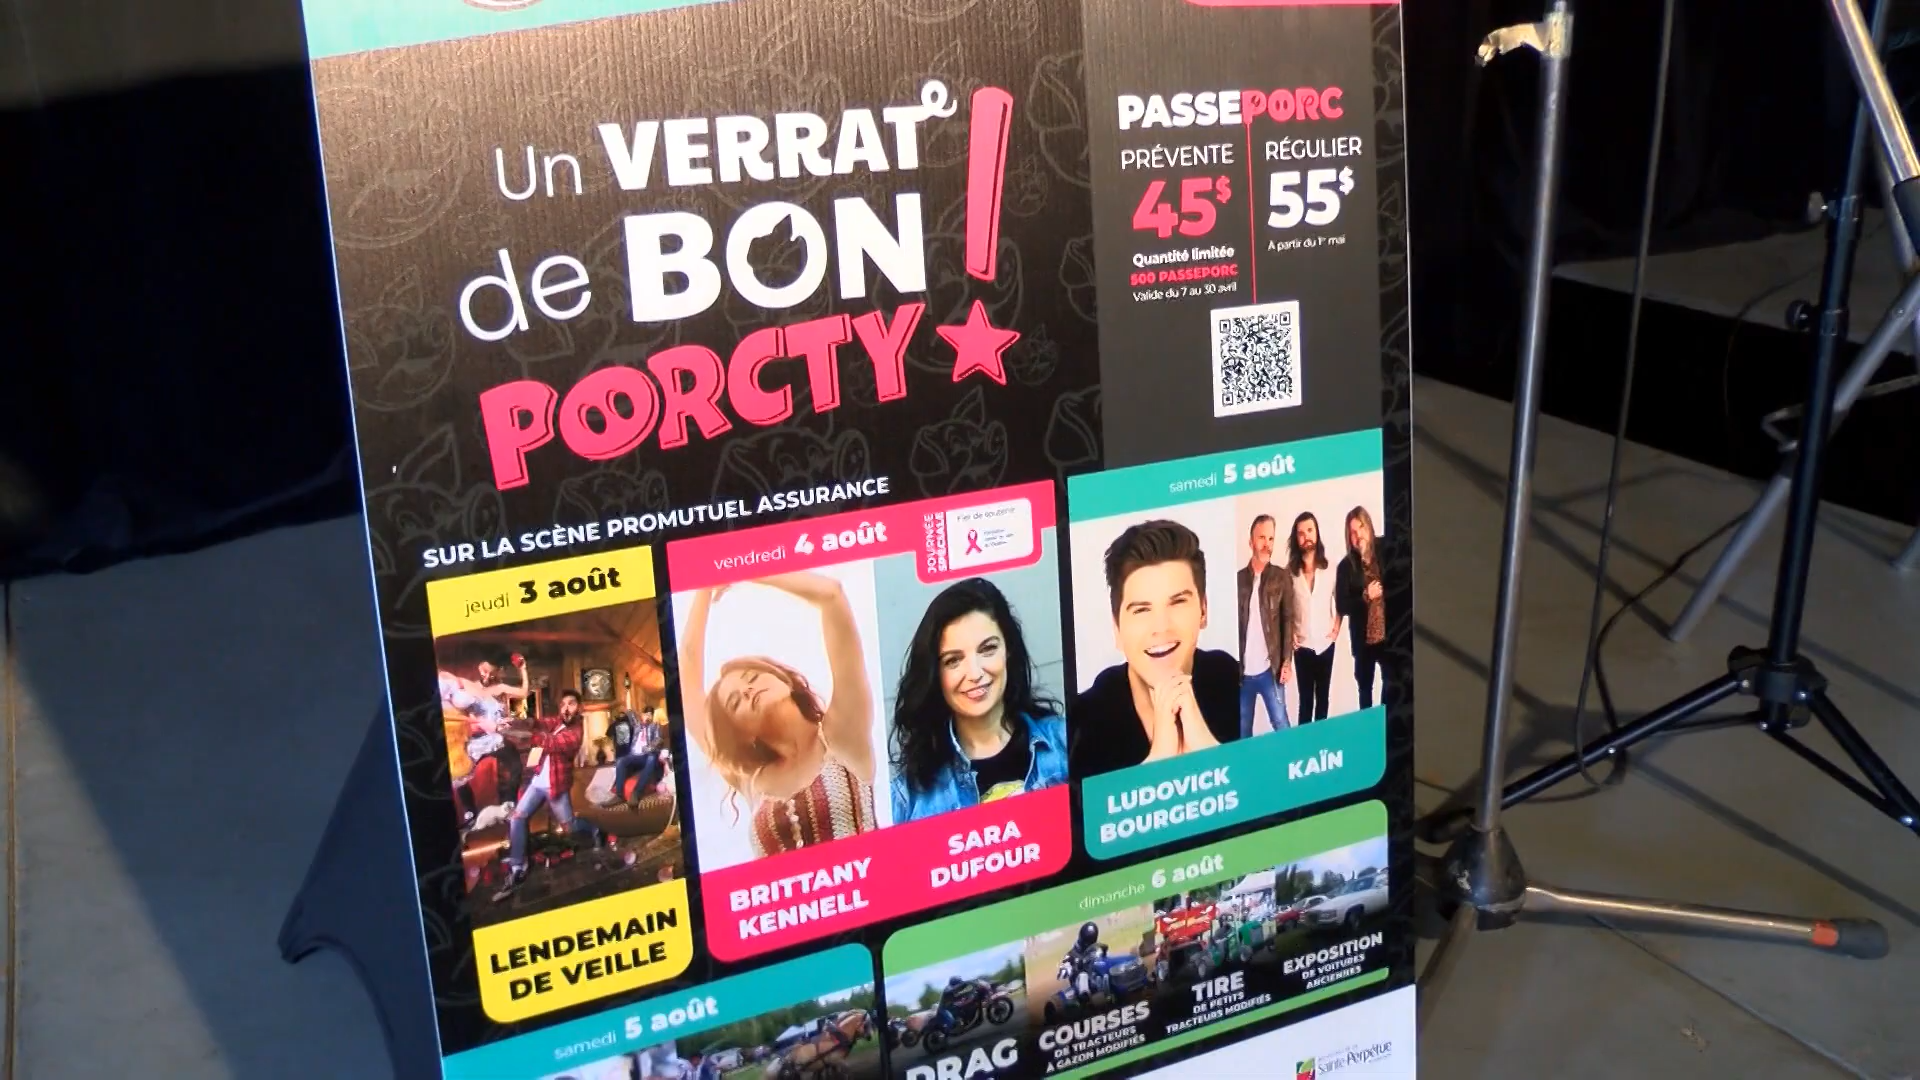 Un VERRAT e
de BON !
PORCTY
PASSEPORC
PRÉVENTE
45$
Quantité limitée
500 PASSEPORC
Valide du 7 au 30 avril
RÉGULIER
55$
À partir du 1er mai
SUR LA SCÈNE PROMUTUEL ASSURANCE
jeudi 3 août
LENDEMAIN
DE VEILLE
vendredi 4 août
JOURNÉE
SPÉCIALE
Fier de soutenir
BRITTANY
KENNELL
SARA
DUFOUR
samedi 5 août
LUDOVICK
BOURGEOIS
KAÏN
samedi 5 août
dimanche 6 août
DRAG
COURSES
DE TRACTEURS
À GAZON MODIFIÉS
TIRE
DE PETITS
TRACTEURS MODIFIÉS
EXPOSITION
DE VOITURES
ANCIENNES
Sainte-Perpétue